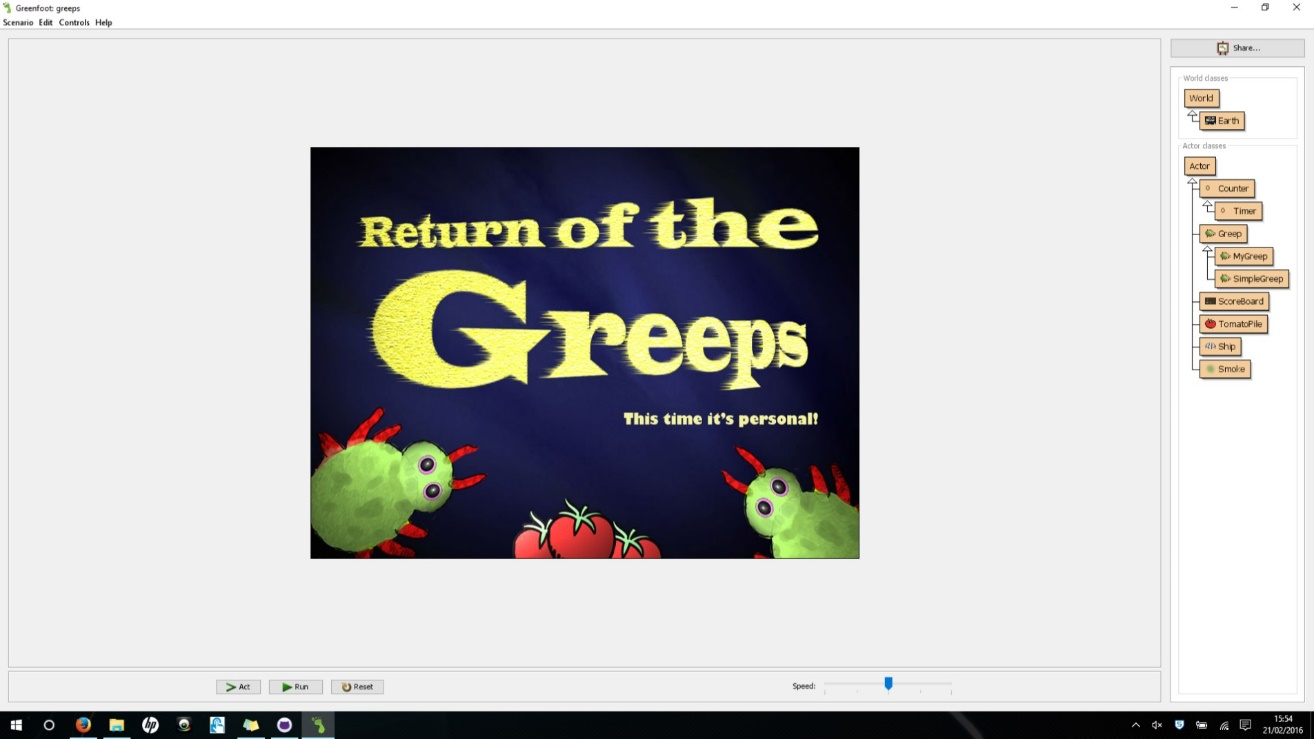 Greenfoot: greeps
Scenario Edit Controls Help
Share...
World classes
World
Earth
Actor classes
Actor
Counter
Timer
Greep
MyGreep
SimpleGreep
ScoreBoard
TomatoPile
Ship
Smoke
Return of the
Greeps
This time it's personal!
Act Run Reset Speed:
hp
15:54
21/02/2016